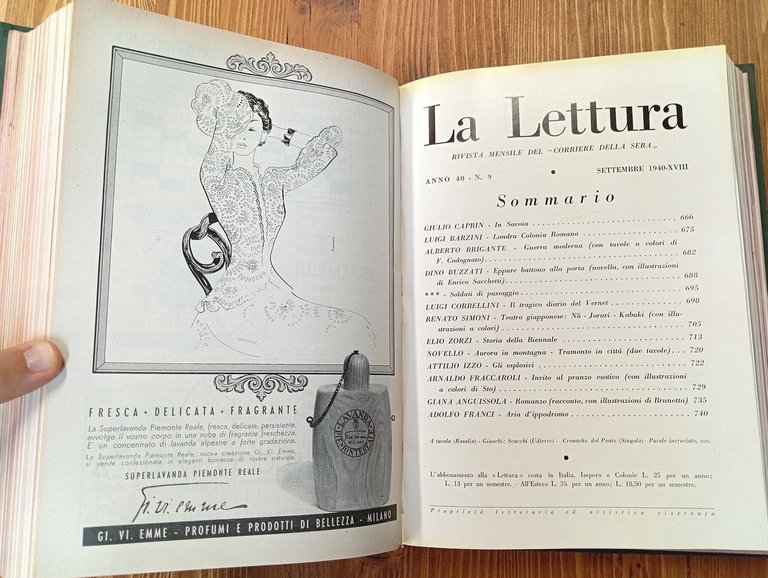 FRESCA • DELICATA • FRAGRANTE
La Superlavanda Piemonte Reale, fresca, delicata, persistente,
avvolge il vostro corpo in una nube di fragrante freschezza.
E' un concentrato di lavanda alpestre a forte gradazione.
La Superlavanda Piemonte Reale, nuova creazione Gi. Vi. Emme,
si vende confezionata in eleganti borracce di rovere naturale.
SUPERLAVANDA PIEMONTE REALE
Gi. vi. emme
GI. VI. EMME - PROFUMI E PRODOTTI DI BELLEZZA - MILANO
La Lettura
RIVISTA MENSILE DEL "CORRIERE DELLA SERA„
ANNO 40 - N. 9 • SETTEMBRE 1940-XVIII
Sommario
GIULIO CAPRIN - In Savoia . . . . . . . . . . 666
LUIGI BARZINI - Londra Colonia Romana . . . . . . . . . . 675
ALBERTO BRIGANTE - Guerra moderna (con tavole a colori di
F. Codognato) . . . . . . . . . . 682
DINO BUZZATI - Eppure battono alla porta (novella, con illustrazioni
di Enrico Sacchetti) . . . . . . . . . . 688
*** - Soldati di passaggio . . . . . . . . . . 695
LUIGI CORBELLINI - Il tragico diario del Vernet . . . . . . . . . . 698
RENATO SIMONI - Teatro giapponese: Nō - Joruri - Kabuki (con illu-
strazioni a colori) . . . . . . . . . . 705
ELIO ZORZI - Storia della Biennale . . . . . . . . . . 713
NOVELLO - Aurora in montagna - Tramonto in città (due tavole) . . . 720
ATTILIO IZZO - Gli esplosivi . . . . . . . . . . 722
ARNALDO FRACCAROLI - Invito al pranzo esotico (con illustrazioni
a colori di Sto) . . . . . . . . . . 729
GIANA ANGUISSOLA - Romanzo (racconto, con illustrazioni di Brunetta) 735
ADOLFO FRANCI - Aria d'ippodromo . . . . . . . . . . 740
A tavola (Rosalia) - Giuochi: Scacchi (Udierre) - Cronache del Ponte (Singulo) - Parole incrociate, ecc.
L'abbonamento alla « Lettura » costa in Italia, Impero e Colonie L. 25 per un anno;
L. 13 per un semestre. - All'Estero L. 35 per un anno; L. 18,50 per un semestre.
Proprietà letteraria ed artistica riservata